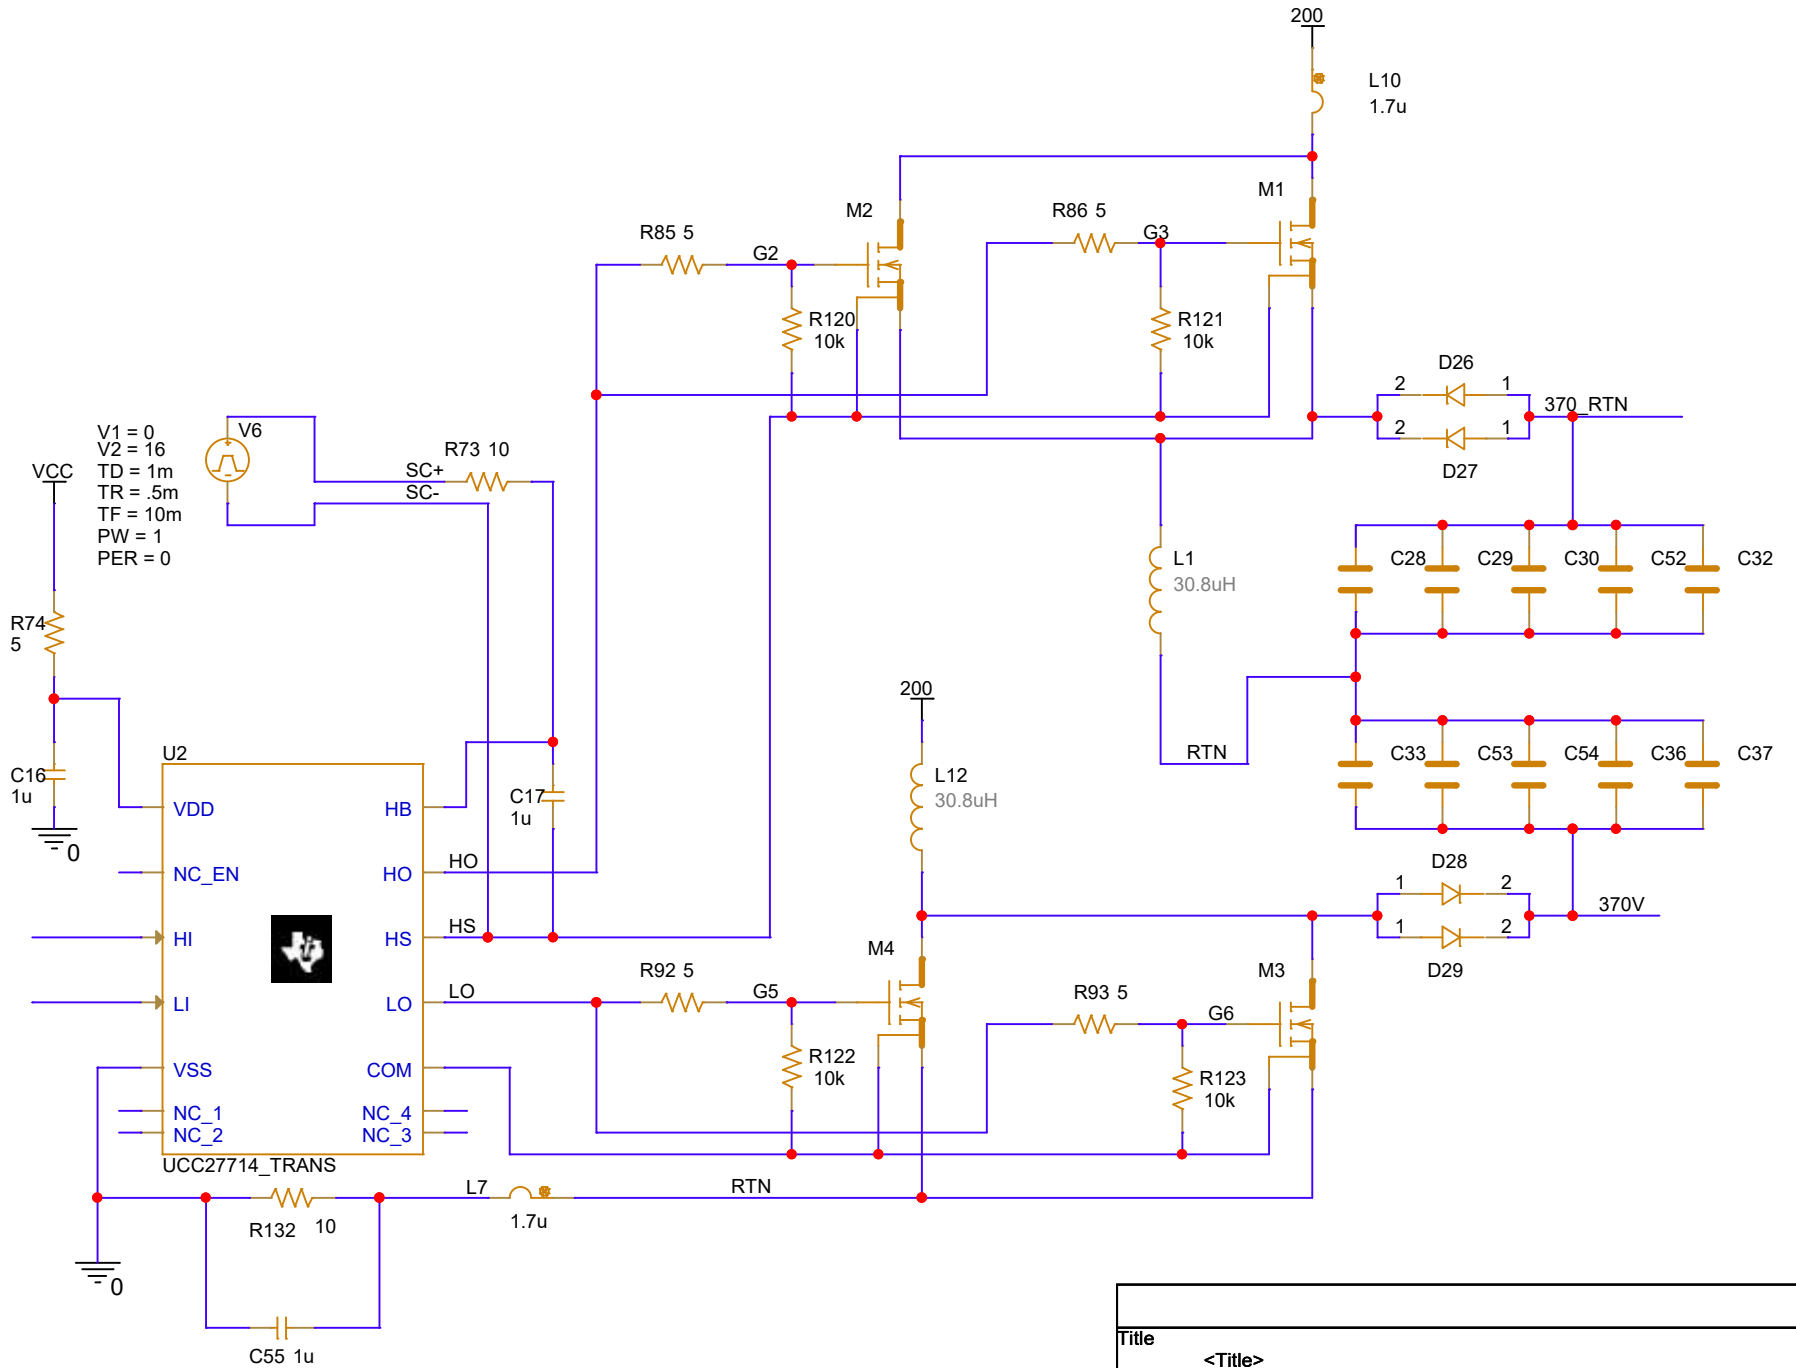 200
L10
1.7u
M1
M2
R86 5
R85 5
G3
G2
R120
10k
R121
10k
D26
2
1
370_RTN
2
1
D27
V1 = 0
V2 = 16
TD = 1m
TR = .5m
TF = 10m
PW = 1
PER = 0
V6
VCC
R73 10
SC+
SC-
L1
30.8uH
C28
C29
C30
C52
C32
R74
5
200
RTN
C33
C53
C54
C36
C37
U2
L12
30.8uH
C16
1u
C17
1u
VDD
HB
0
NC_EN
HO
HO
D28
1
2
370V
1
2
D29
HI
HS
HS
M4
M3
R92 5
G5
LI
LO
LO
R93 5
G6
R122
10k
R123
10k
VSS
COM
NC_1
NC_4
NC_2
NC_3
UCC27714_TRANS
L7
RTN
1.7u
R132
10
0
C55 1u
Title
<Title>